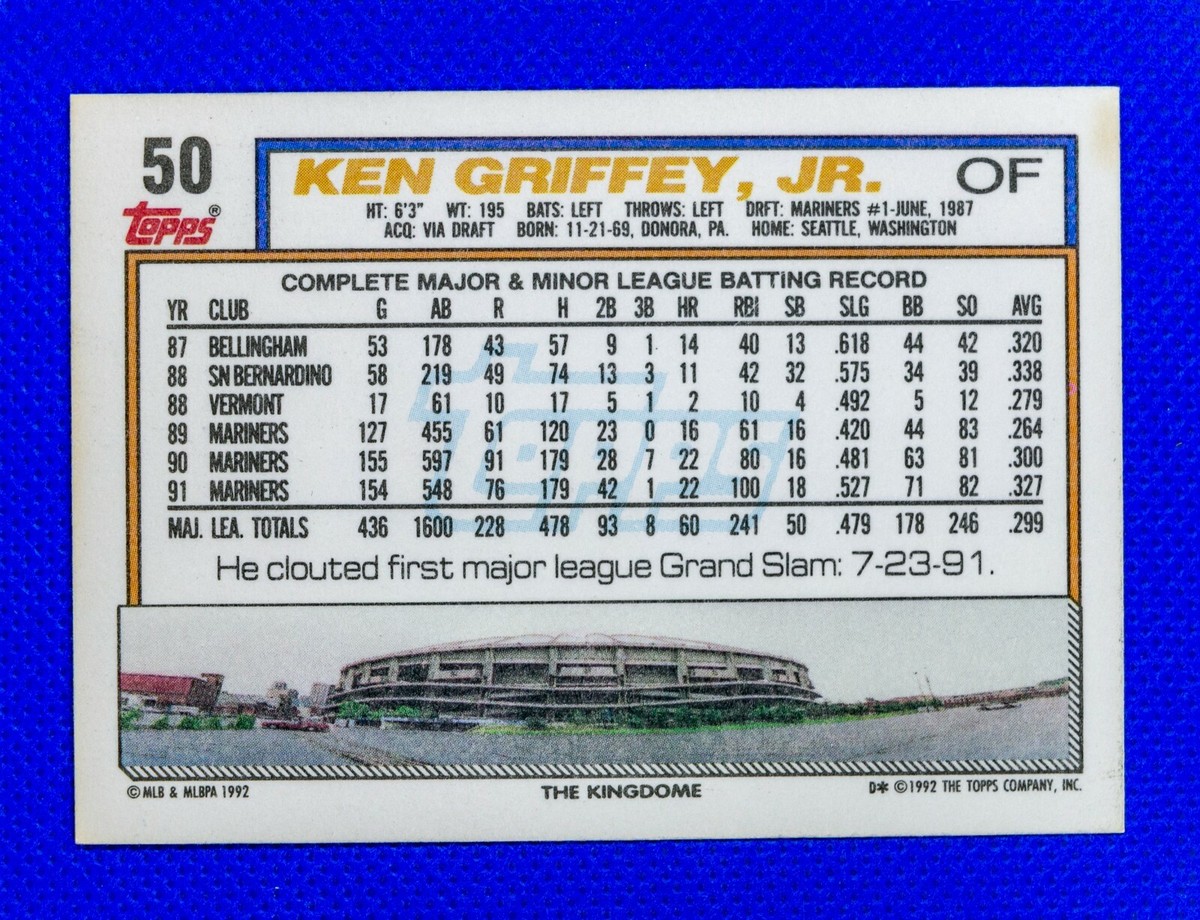 50
Topps®
KEN GRIFFEY, JR. OF
HT: 6'3" WT: 195 BATS: LEFT THROWS: LEFT DRFT: MARINERS #1-JUNE, 1987
ACQ: VIA DRAFT BORN: 11-21-69, DONORA, PA. HOME: SEATTLE, WASHINGTON
COMPLETE MAJOR & MINOR LEAGUE BATTING RECORD
YR CLUB G AB R H 2B 3B HR RBI SB SLG BB SO AVG
87 BELLINGHAM 53 178 43 57 9 1 14 40 13 .618 44 42 .320
88 SN BERNARDINO 58 219 49 74 13 3 11 42 32 .575 34 39 .338
88 VERMONT 17 61 10 17 5 1 2 10 4 .492 5 12 .279
89 MARINERS 127 455 61 120 23 0 16 61 16 .420 44 83 .264
90 MARINERS 155 597 91 179 28 7 22 80 16 .481 63 81 .300
91 MARINERS 154 548 76 179 42 1 22 100 18 .527 71 82 .327
MAJ. LEA. TOTALS 436 1600 228 478 93 8 60 241 50 .479 178 246 .299
Topps
He clouted first major league Grand Slam: 7-23-91.
© MLB & MLBPA 1992 THE KINGDOME D* © 1992 THE TOPPS COMPANY, INC.